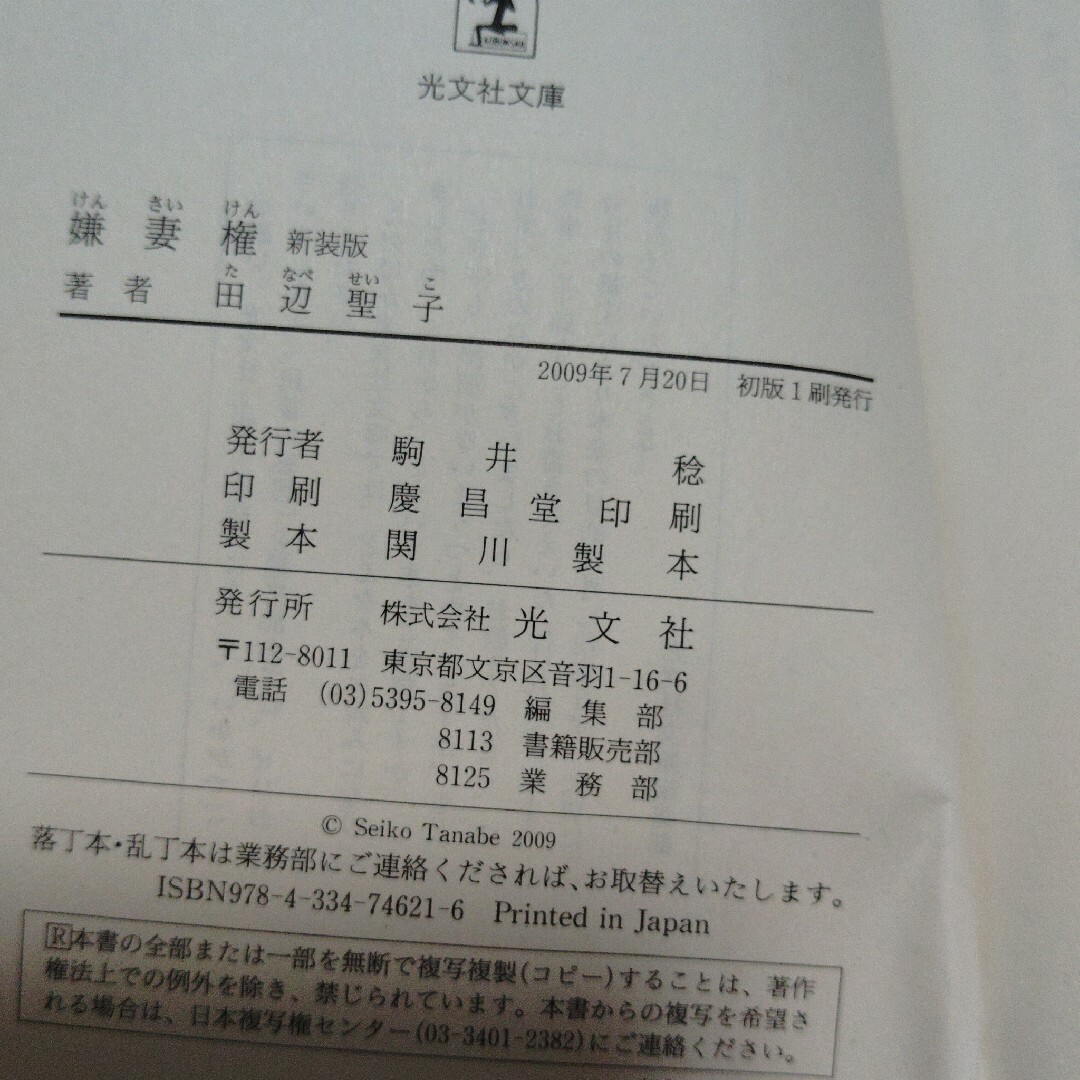 光文社文庫
けん さい けん
嫌妻権 新装版
た なべ せい こ
著者 田辺聖子
2009年7月20日 初版1刷発行
発行者 駒井 稔
印刷 慶昌堂印刷
製本 関川製本
発行所 株式会社 光文社
〒112-8011 東京都文京区音羽1-16-6
電話 (03)5395-8149 編集部
8113 書籍販売部
8125 業務部
© Seiko Tanabe 2009
落丁本・乱丁本は業務部にご連絡くだされば、お取替えいたします。
ISBN978-4-334-74621-6 Printed in Japan
R本書の全部または一部を無断で複写複製(コピー)することは、著作
権法上での例外を除き、禁じられています。本書からの複写を希望さ
れる場合は、日本複写権センター(03-3401-2382)にご連絡ください。